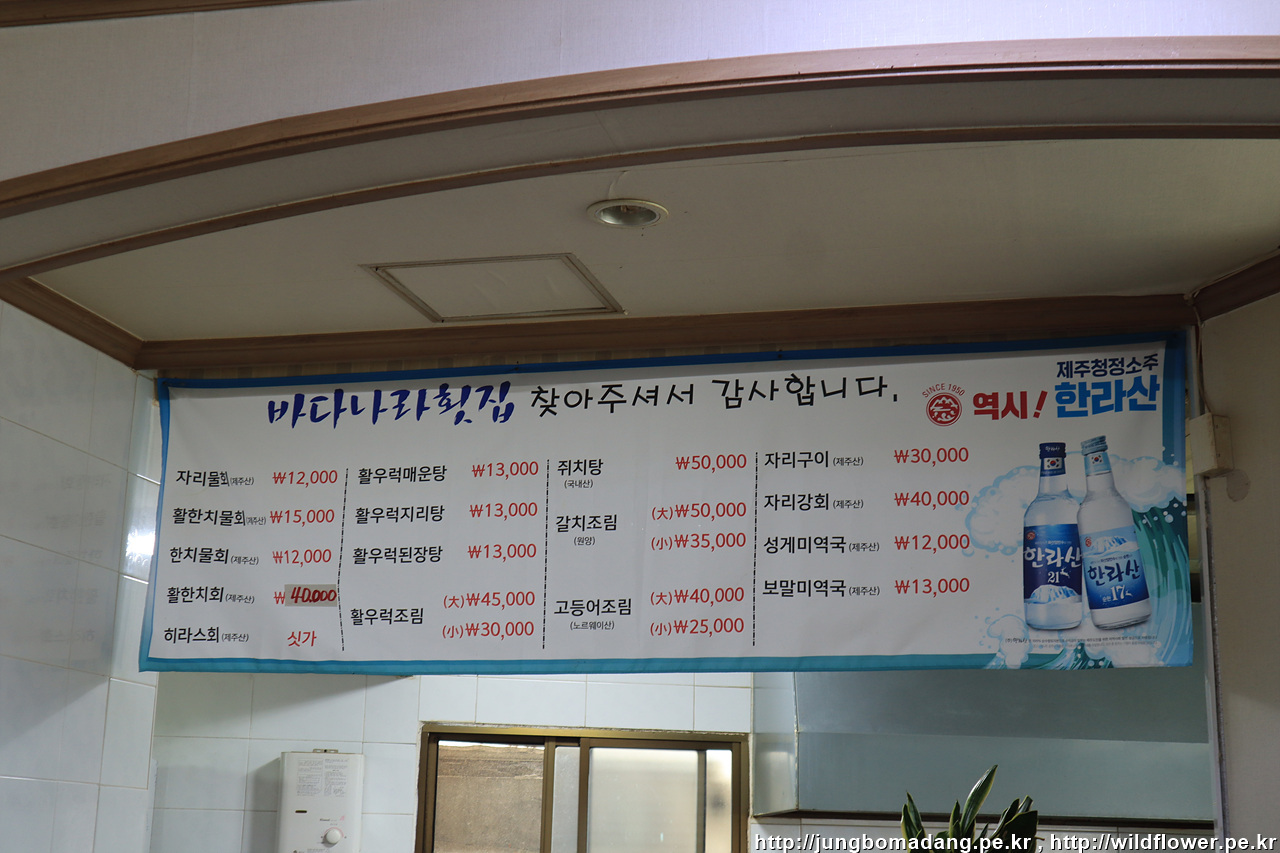 바다나라횟집 찾아주셔서 감사합니다.
SINCE 1950
역시!
제주청정소주
한라산
자리물회(제주산) ₩12,000
활한치물회(제주산) ₩15,000
한치물회(제주산) ₩12,000
활한치회(제주산) ₩40.000
히라스회(제주산) 싯가
활우럭매운탕 ₩13,000
활우럭지리탕 ₩13,000
활우럭된장탕 ₩13,000
활우럭조림 (大)₩45,000
(小)₩30,000
쥐치탕 ₩50,000
(국내산)
갈치조림 (大)₩50,000
(원양) (小)₩35,000
고등어조림 (大)₩40,000
(노르웨이산) (小)₩25,000
자리구이 (제주산) ₩30,000
자리강회 (제주산) ₩40,000
성게미역국(제주산) ₩12,000
보말미역국(제주산) ₩13,000
한라산
21
한라산
17
http://jungbomadang.pe.kr , http://wildflower.pe.kr